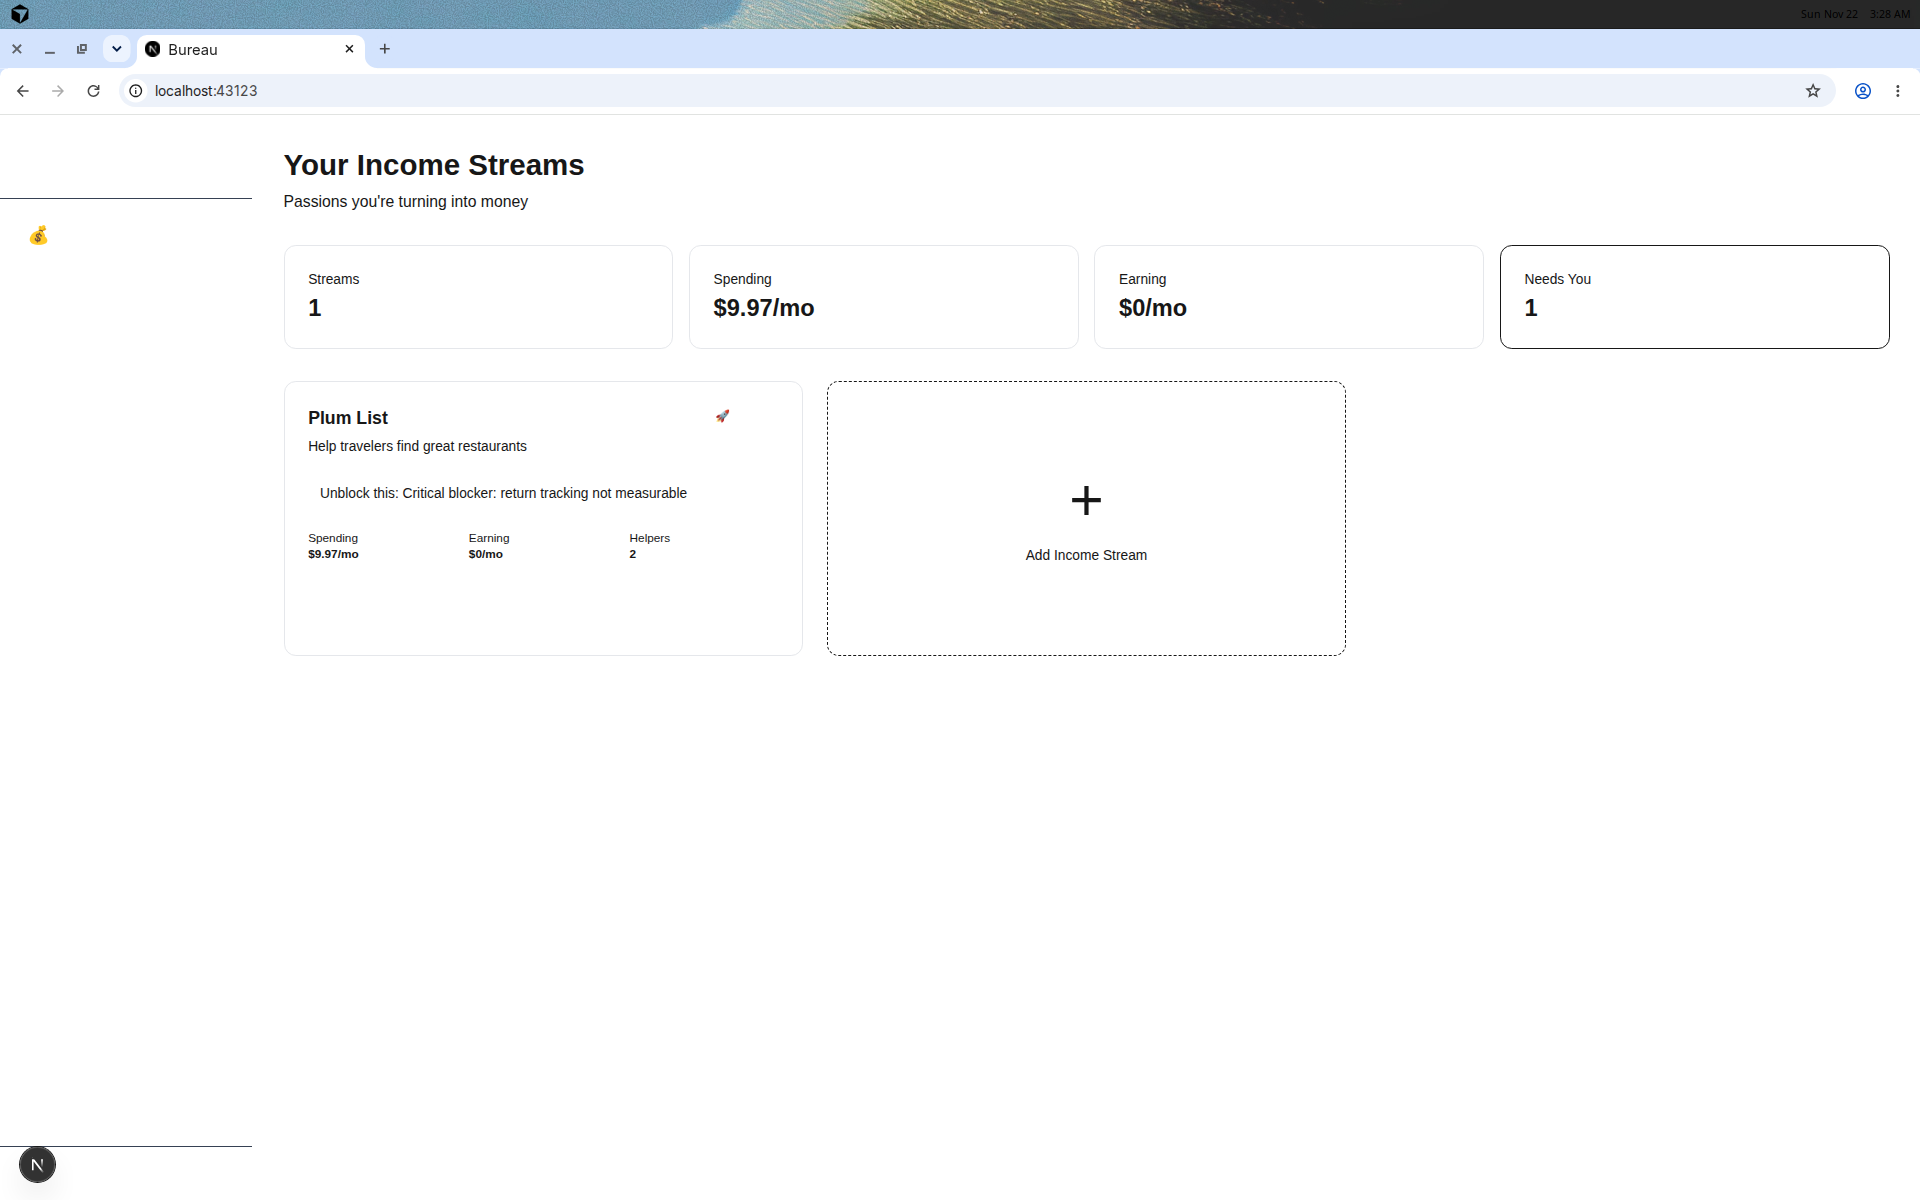 Sun Nov 22 3:28 AM
Bureau
localhost:43123
Your Income Streams
Passions you're turning into money
💰
Streams
1
Spending
$9.97/mo
Earning
$0/mo
Needs You
1
Plum List 🚀
Help travelers find great restaurants
Unblock this: Critical blocker: return tracking not measurable
Spending
$9.97/mo
Earning
$0/mo
Helpers
2
+
Add Income Stream
N